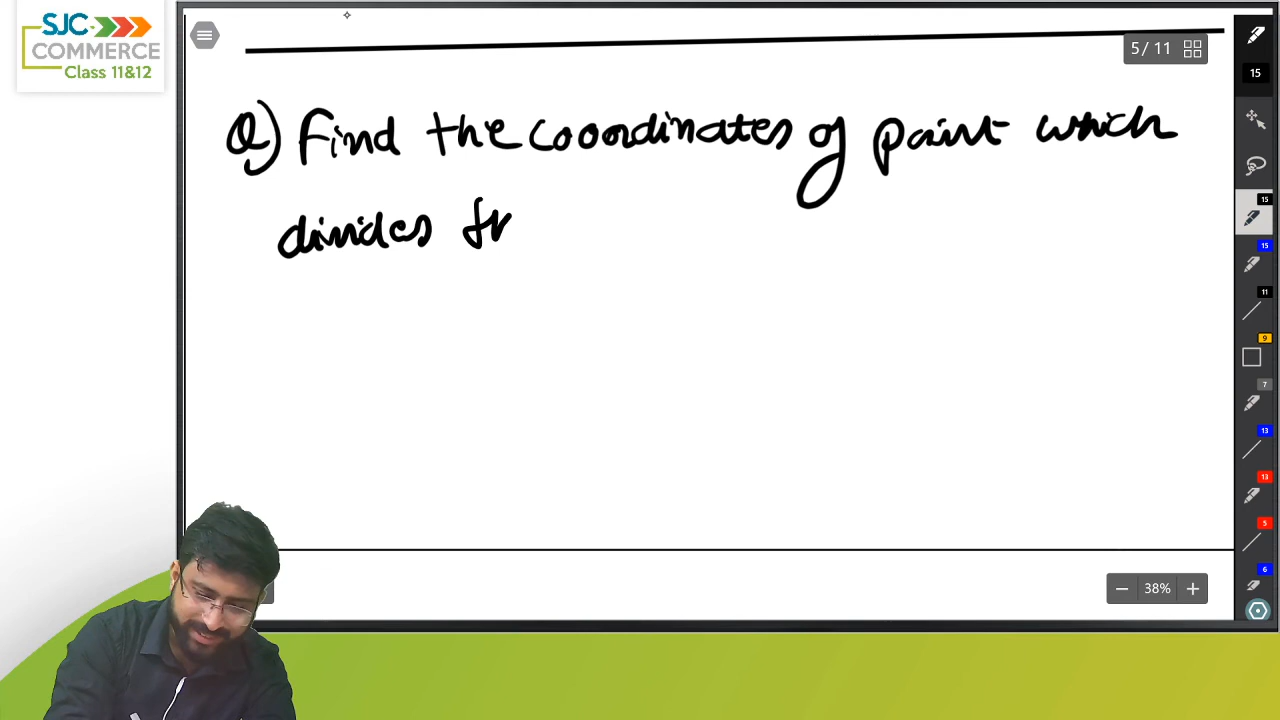 SJC
COMMERCE
Class 11&12
5 / 11
Q) Find the cooordinates of point which
divides fr
38%
15
15
15
11
9
7
13
13
5
6